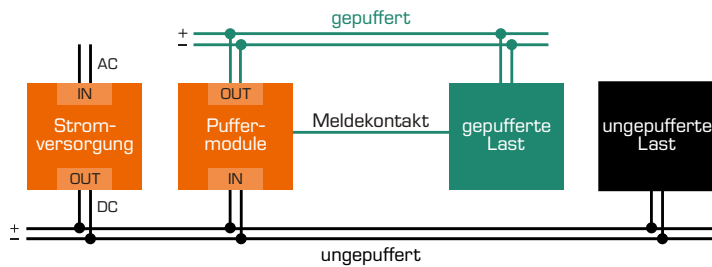 gepuffert
+
–
AC
IN
Strom-
versorgung
OUT
DC
OUT
Puffer-
module
IN
Meldekontakt
gepufferte
Last
ungepufferte
Last
+
–
ungepuffert